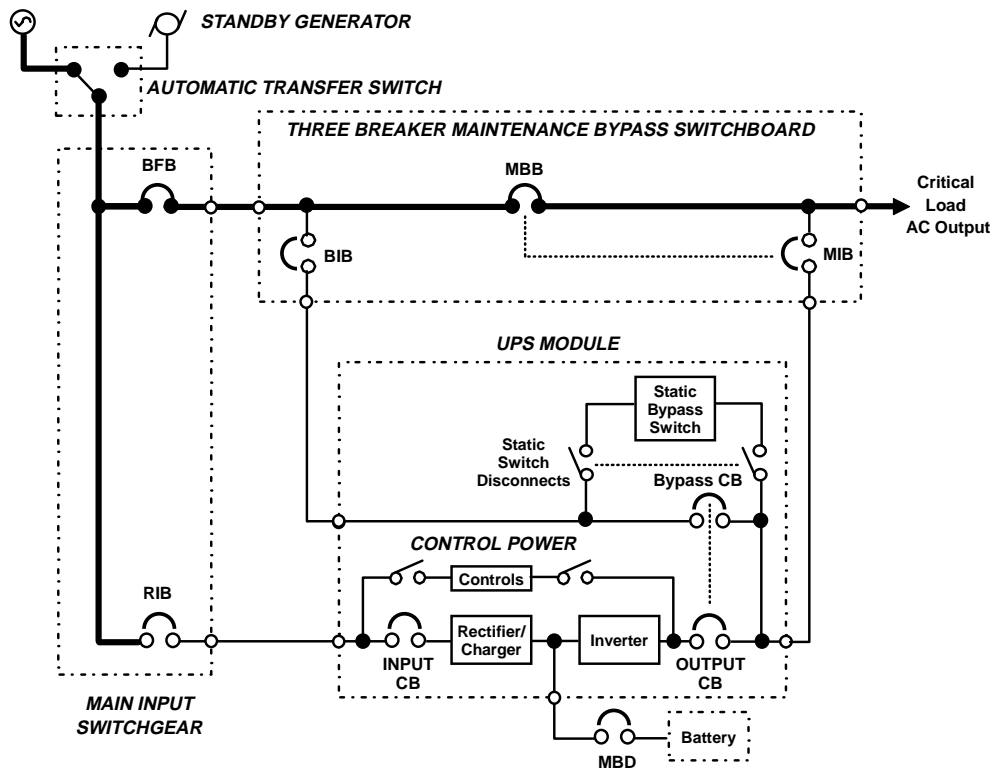 STANDBY GENERATOR
AUTOMATIC TRANSFER SWITCH
THREE BREAKER MAINTENANCE BYPASS SWITCHBOARD
BFB
MBB
Critical
Load
AC Output
BIB
MIB
UPS MODULE
Static
Bypass
Switch
Static
Switch
Disconnects
Bypass CB
CONTROL POWER
Controls
RIB
Rectifier/
Charger
Inverter
INPUT
CB
OUTPUT
CB
MAIN INPUT
SWITCHGEAR
Battery
MBD